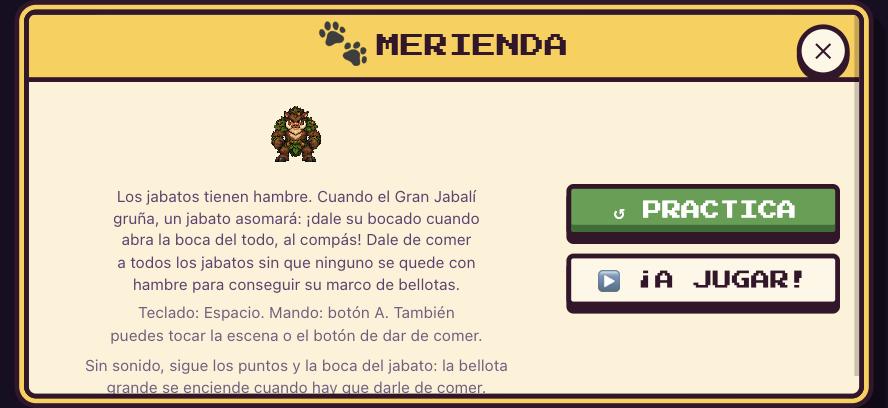 MERIENDA
Los jabatos tienen hambre. Cuando el Gran Jabalí
gruña, un jabato asomará: ¡dale su bocado cuando
abra la boca del todo, al compás! Dale de comer
a todos los jabatos sin que ninguno se quede con
hambre para conseguir su marco de bellotas.
Teclado: Espacio. Mando: botón A. También
puedes tocar la escena o el botón de dar de comer.
Sin sonido, sigue los puntos y la boca del jabato: la bellota
grande se enciende cuando hay que darle de comer.
↺ PRACTICA
▶ ¡A JUGAR!